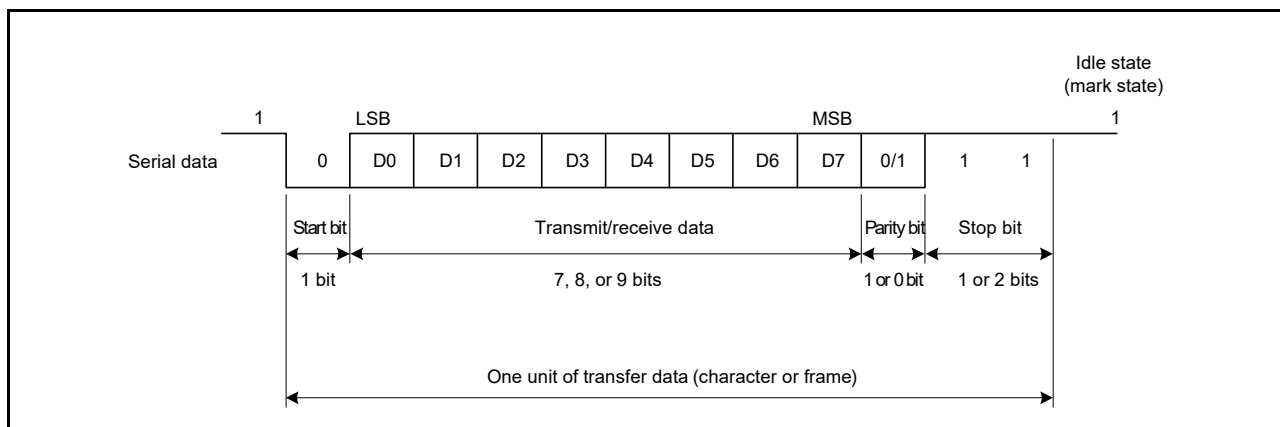 Idle state
(mark state)
1 LSB MSB 1
Serial data 0 D0 D1 D2 D3 D4 D5 D6 D7 0/1 1 1
Start bit Transmit/receive data Parity bit Stop bit
1 bit 7, 8, or 9 bits 1 or 0 bit 1 or 2 bits
One unit of transfer data (character or frame)